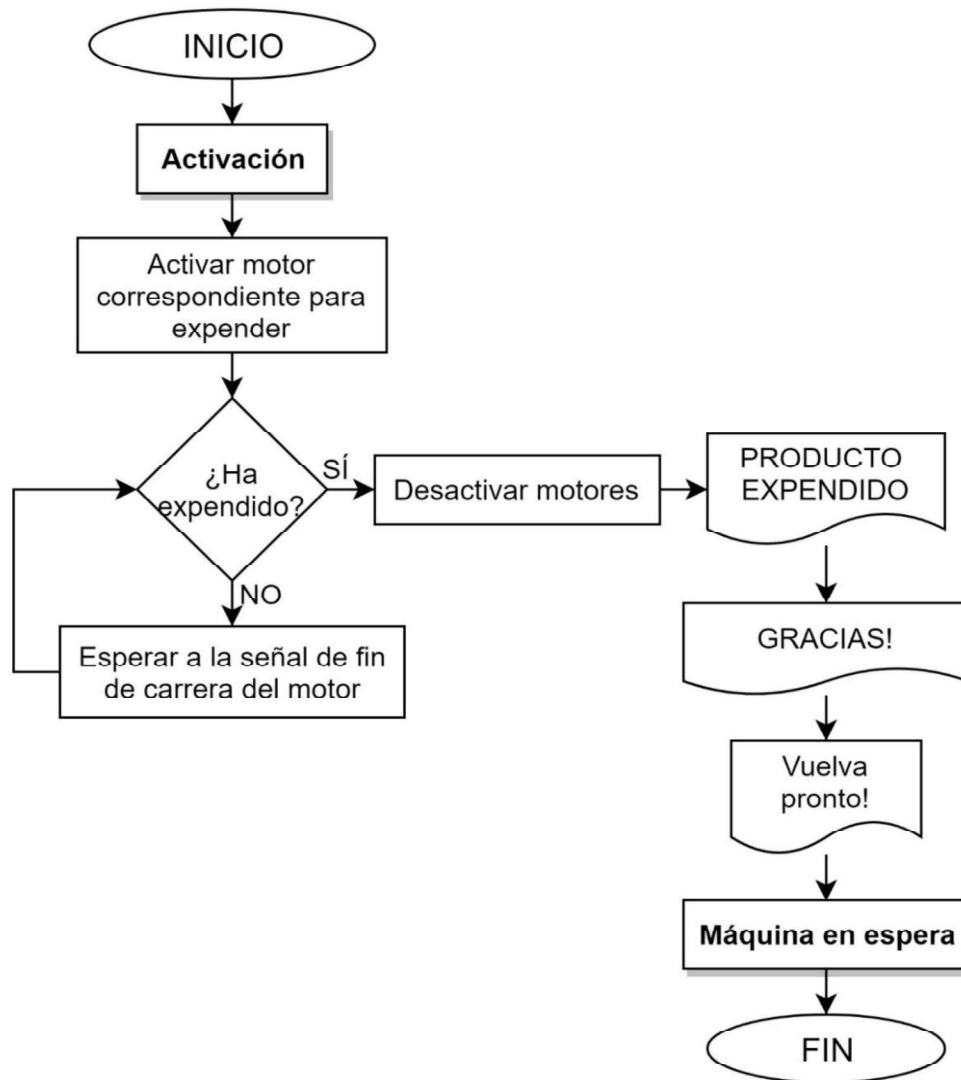 INICIO
Activación
Activar motor
correspondiente para
expender
¿Ha
expendido?
SÍ
NO
Esperar a la señal de fin
de carrera del motor
Desactivar motores
PRODUCTO
EXPENDIDO
GRACIAS!
Vuelva
pronto!
Máquina en espera
FIN